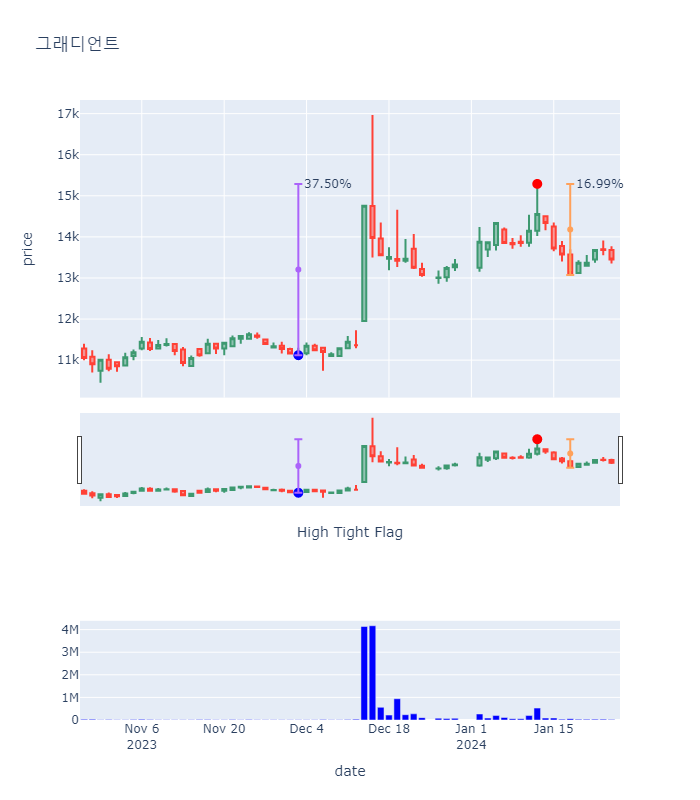 그래디언트
17k
16k
15k
14k
13k
12k
11k
price
37.50%
16.99%
High Tight Flag
4M
3M
2M
1M
0
Nov 6
2023
Nov 20
Dec 4
Dec 18
Jan 1
2024
Jan 15
date